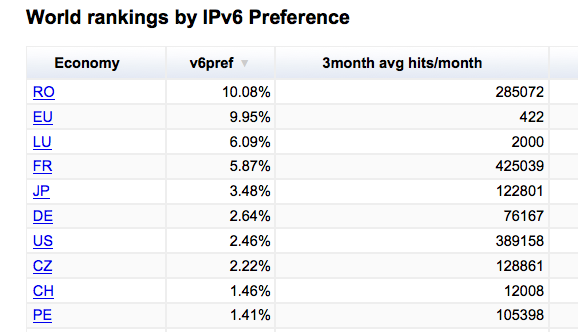 World rankings by IPv6 Preference
Economy v6pref ▼ 3month avg hits/month
RO 10.08% 285072
EU 9.95% 422
LU 6.09% 2000
FR 5.87% 425039
JP 3.48% 122801
DE 2.64% 76167
US 2.46% 389158
CZ 2.22% 128861
CH 1.46% 12008
PE 1.41% 105398